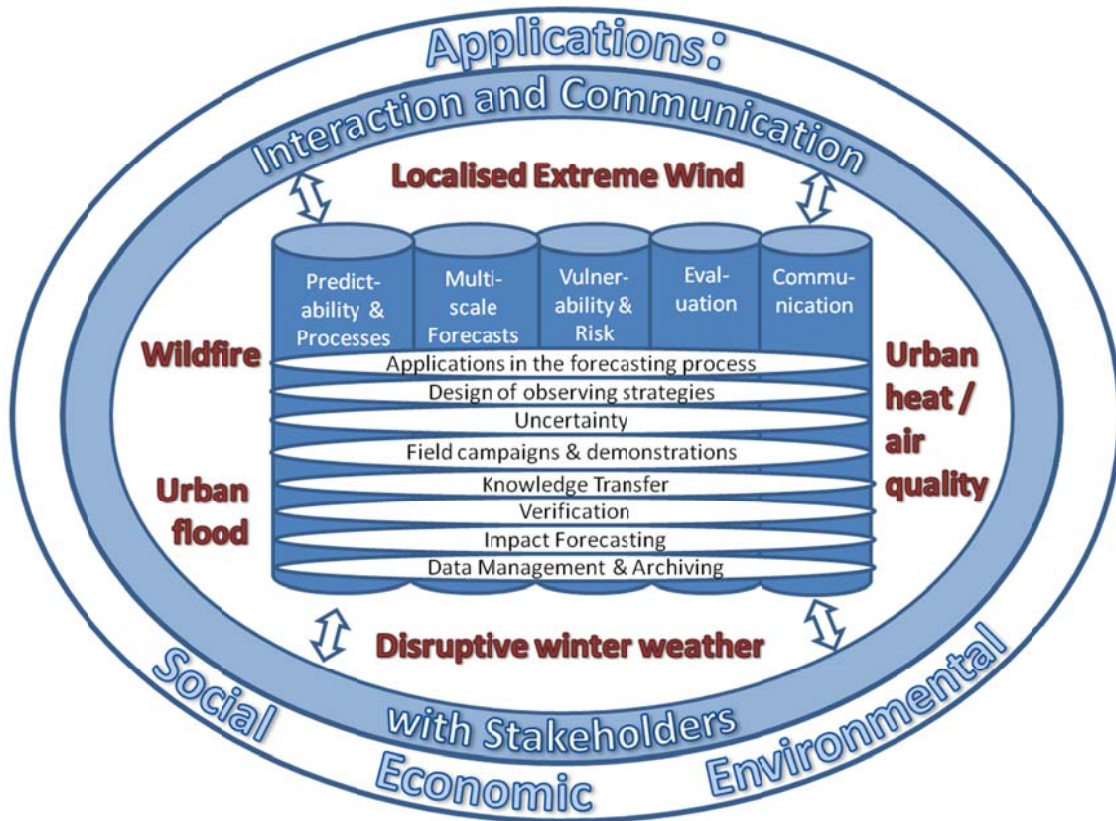 Applications:
Interaction and Communication
Localised Extreme Wind
Predict-
ability &
Processes
Multi-
scale
Forecasts
Vulner-
ability &
Risk
Eval-
uation
Commu-
nication
Wildfire
Urban
flood
Applications in the forecasting process
Design of observing strategies
Uncertainty
Field campaigns & demonstrations
Knowledge Transfer
Verification
Impact Forecasting
Data Management & Archiving
Urban
heat /
air
quality
Disruptive winter weather
with Stakeholders
Social
Economic
Environmental